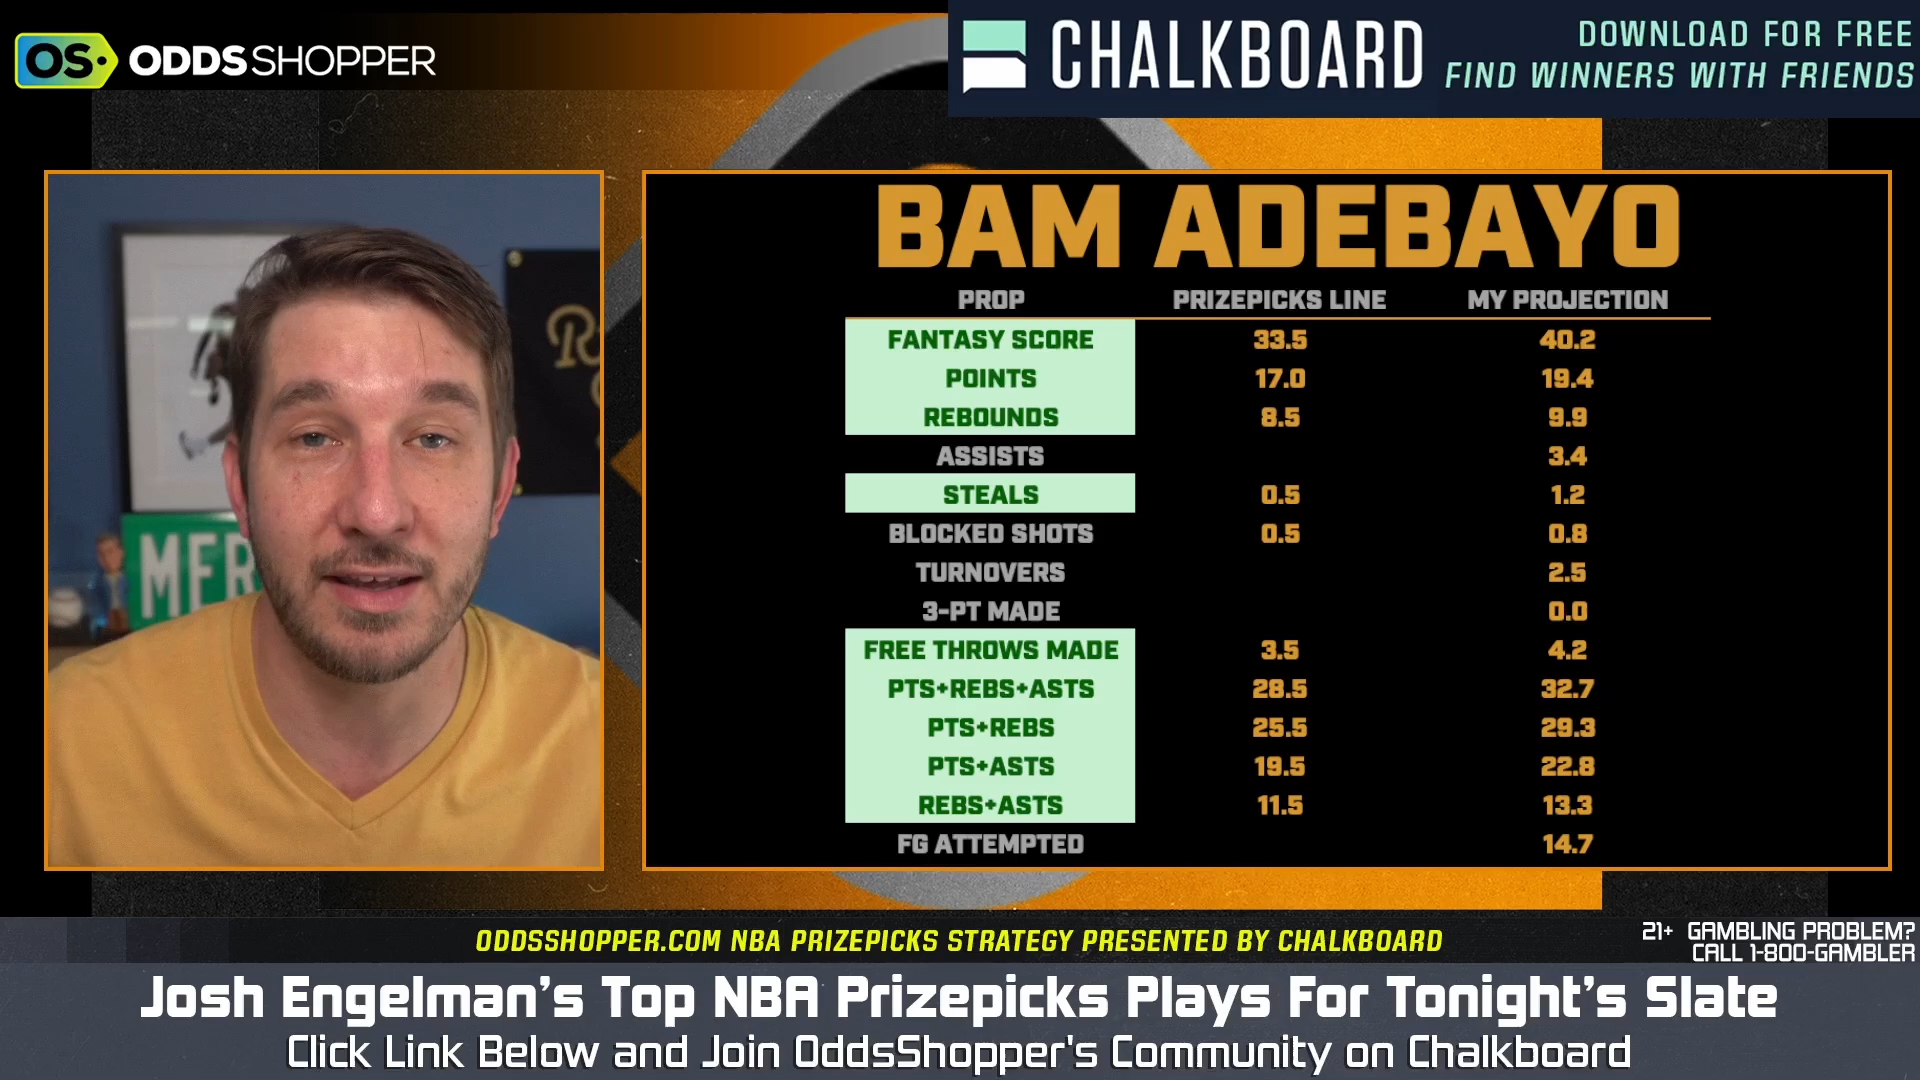 OS. ODDSSHOPPER
CHALKBOARD
DOWNLOAD FOR FREE
FIND WINNERS WITH FRIENDS
MER
BAM ADEBAYO
PROP PRIZEPICKS LINE MY PROJECTION
FANTASY SCORE 33.5 40.2
POINTS 17.0 19.4
REBOUNDS 8.5 9.9
ASSISTS 3.4
STEALS 0.5 1.2
BLOCKED SHOTS 0.5 0.8
TURNOVERS 2.5
3-PT MADE 0.0
FREE THROWS MADE 3.5 4.2
PTS+REBS+ASTS 28.5 32.7
PTS+REBS 25.5 29.3
PTS+ASTS 19.5 22.8
REBS+ASTS 11.5 13.3
FG ATTEMPTED 14.7
ODDSSHOPPER.COM NBA PRIZEPICKS STRATEGY PRESENTED BY CHALKBOARD
21+ GAMBLING PROBLEM?
CALL 1-800-GAMBLER
Josh Engelman's Top NBA Prizepicks Plays For Tonight's Slate
Click Link Below and Join OddsShopper's Community on Chalkboard